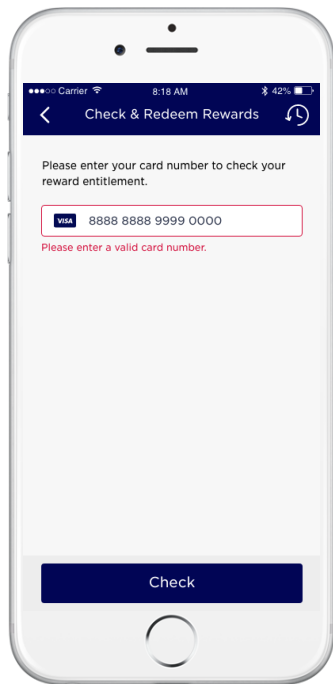 ●●●○○ Carrier 8:18 AM 42%
Check & Redeem Rewards
Please enter your card number to check your
reward entitlement.
VISA 8888 8888 9999 0000
Please enter a valid card number.
Check